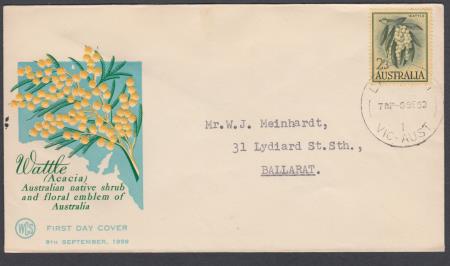 Wattle
(Acacia)
Australian native shrub
and floral emblem of
Australia
WCS
FIRST DAY COVER
9TH SEPTEMBER, 1959
Mr. W.J. Meinhardt,
31 Lydiard St. Sth.,
BALLARAT.
WATTLE
2/3
AUSTRALIA
1
VIC-AUST